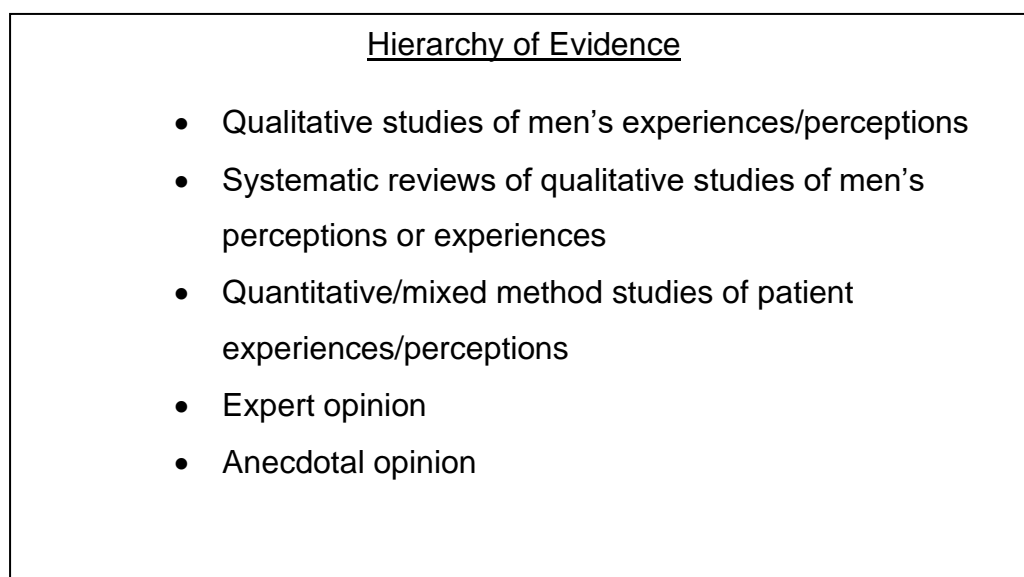 Hierarchy of Evidence
• Qualitative studies of men’s experiences/perceptions
• Systematic reviews of qualitative studies of men’s
perceptions or experiences
• Quantitative/mixed method studies of patient
experiences/perceptions
• Expert opinion
• Anecdotal opinion